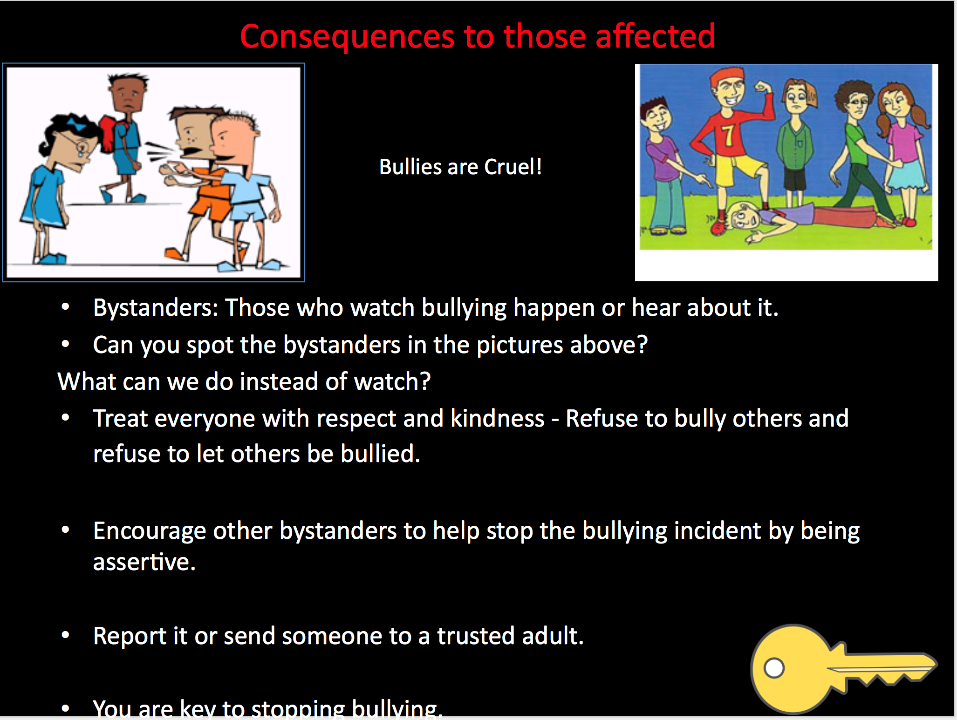 Consequences to those affected
Bullies are Cruel!
7
• Bystanders: Those who watch bullying happen or hear about it.
• Can you spot the bystanders in the pictures above?
What can we do instead of watch?
• Treat everyone with respect and kindness - Refuse to bully others and
refuse to let others be bullied.
• Encourage other bystanders to help stop the bullying incident by being
assertive.
• Report it or send someone to a trusted adult.
• You are key to stopping bullying.